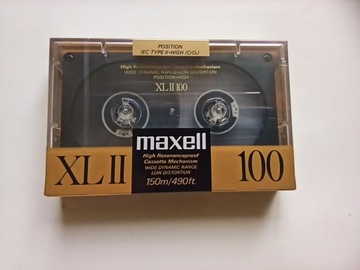 POSITION
IEC TYPE II • HIGH (CrO₂)
High Resonanceproof Cassette Mechanism
WIDE DYNAMIC RANGE/LOW DISTORTION
POSITION • HIGH
XL II 100
maxell
XL II
High Resonanceproof
Cassette Mechanism
WIDE DYNAMIC RANGE
LOW DISTORTION
150m/490ft.
100